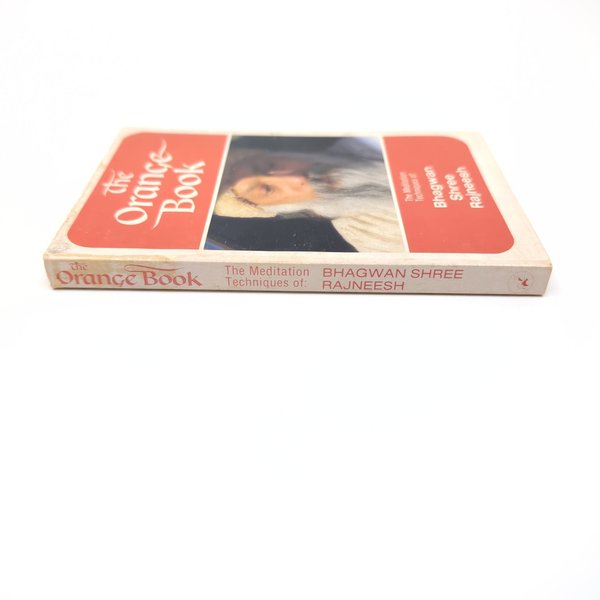 the
Orange
Book
The Meditation
Techniques of:
Bhagwan
Shree
Rajneesh
the
Orange Book
The Meditation
Techniques of:
BHAGWAN SHREE
RAJNEESH